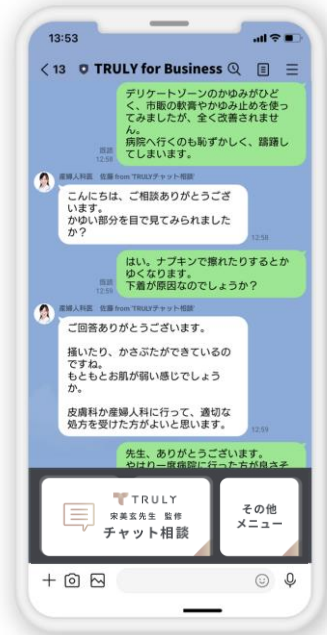 13:53
13 TRULY for Business
デリケートゾーンのかゆみがひど
く、市販の軟膏やかゆみ止めを使っ
てみましたが、全く改善されませ
ん。
病院へ行くのも恥ずかしく、躊躇し
てしまいます。
既読
12:58
産婦人科医 佐藤 from 'TRULYチャット相談'
こんにちは、ご相談ありがとうござ
います。
かゆい部分を目で見てみられました
か？
12:58
はい。ナプキンで擦れたりするとか
ゆくなります。
下着が原因なのでしょうか？
既読
12:59
産婦人科医 佐藤 from 'TRULYチャット相談'
ご回答ありがとうございます。
掻いたり、かさぶたができているの
ですね。
もともとお肌が弱い感じでしょう
か。
皮膚科か産婦人科に行って、適切な
処方を受けた方がよいと思います。
12:59
先生、ありがとうございます。
やはり一度病院に行った方が良さそ
TRULY
宋美玄先生 監修
チャット相談
その他
メニュー